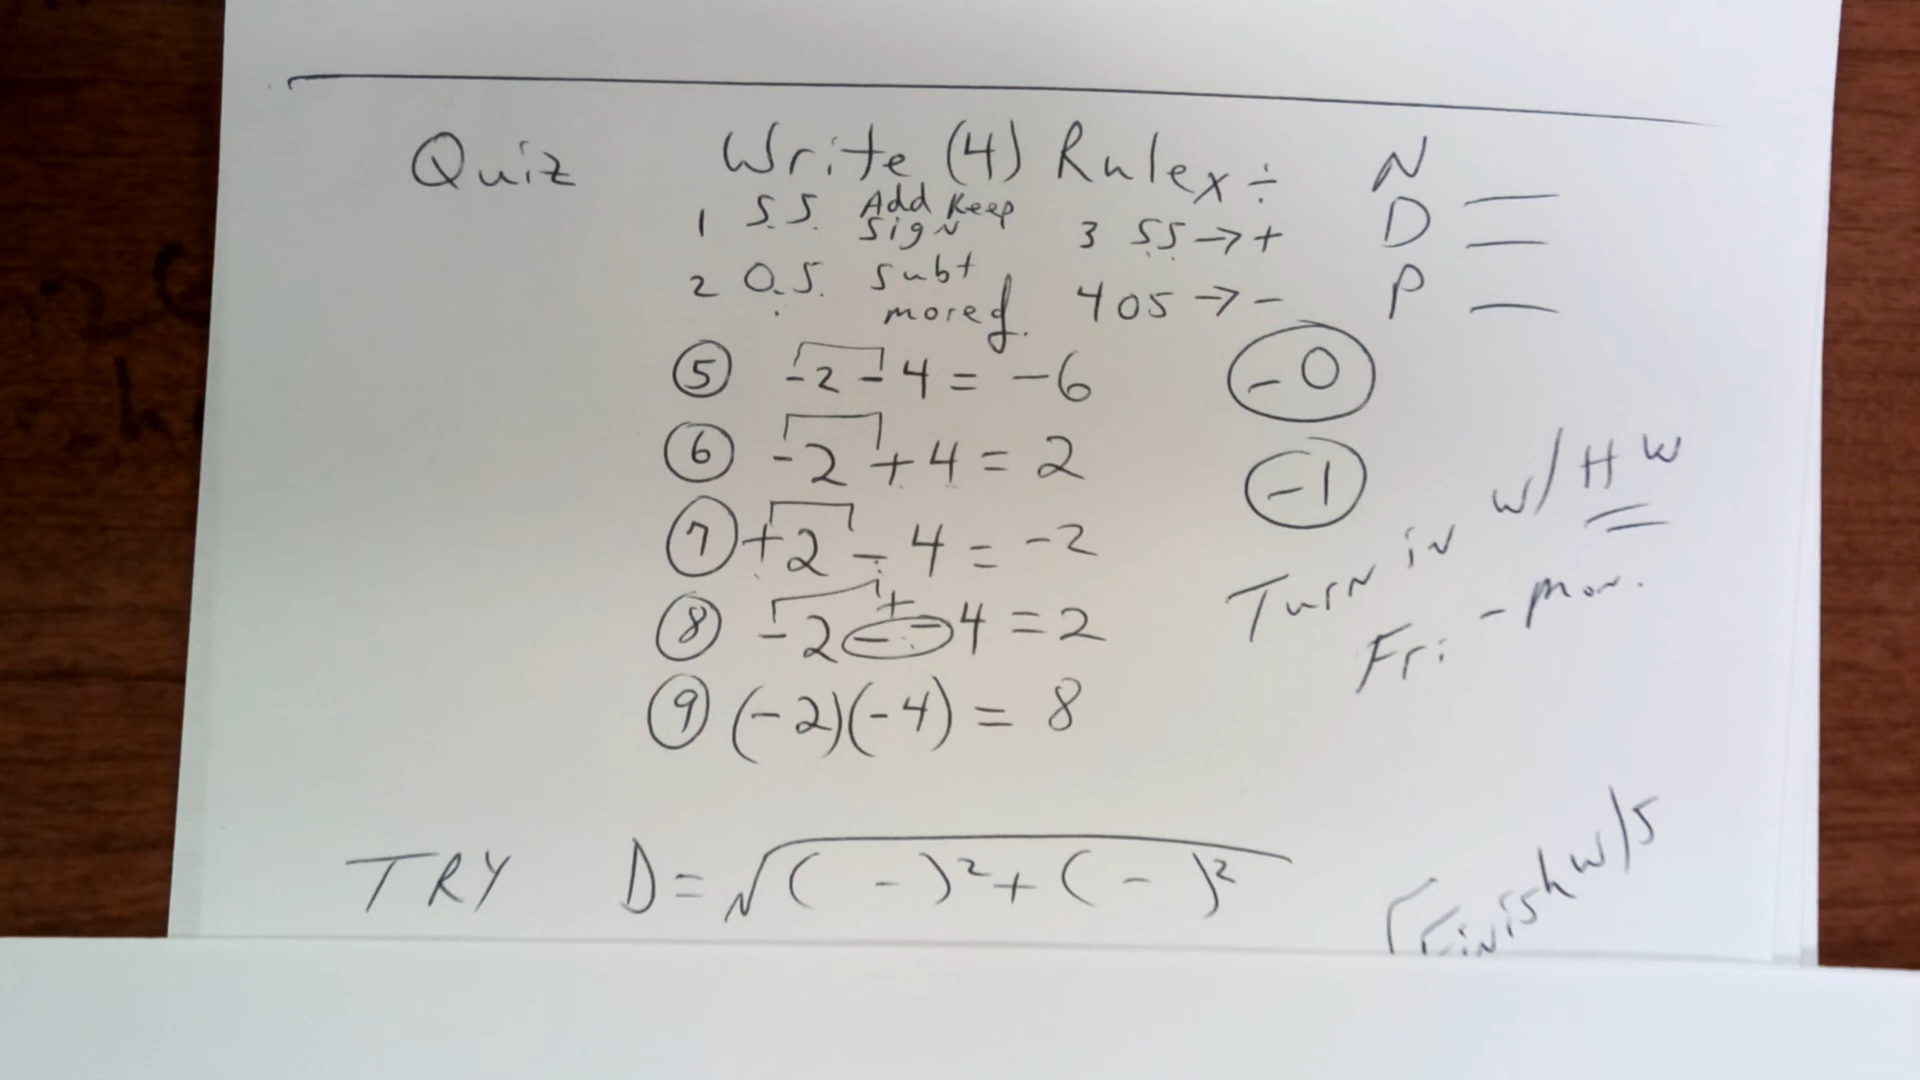 Quiz Write (4) Rulex ÷ N
1 S.S. Add Keep sign 3 SS → + D
2 O.S. subt more of. 4 OS → - P
5 -2 - 4 = -6 -0
6 -2 + 4 = 2 -1
7 +2 - 4 = -2
8 -2 - - 4 = 2
+
9 (-2)(-4) = 8
Turn in w/ HW
Fri - Mon.
TRY D = √( - )² + ( - )²
Finish w/s